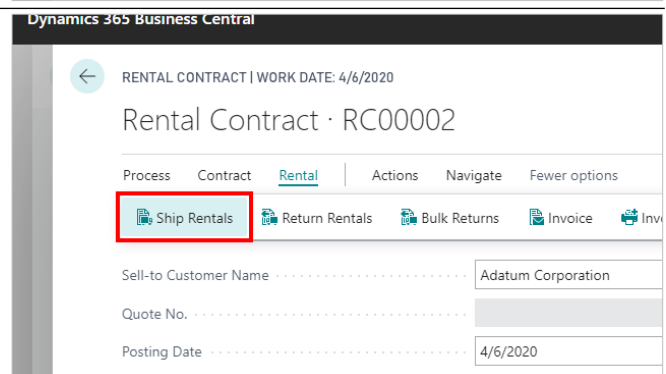 Dynamics 365 Business Central
RENTAL CONTRACT | WORK DATE: 4/6/2020
Rental Contract · RC00002
Process Contract Rental Actions Navigate Fewer options
Ship Rentals Return Rentals Bulk Returns Invoice
Sell-to Customer Name Adatum Corporation
Quote No.
Posting Date 4/6/2020